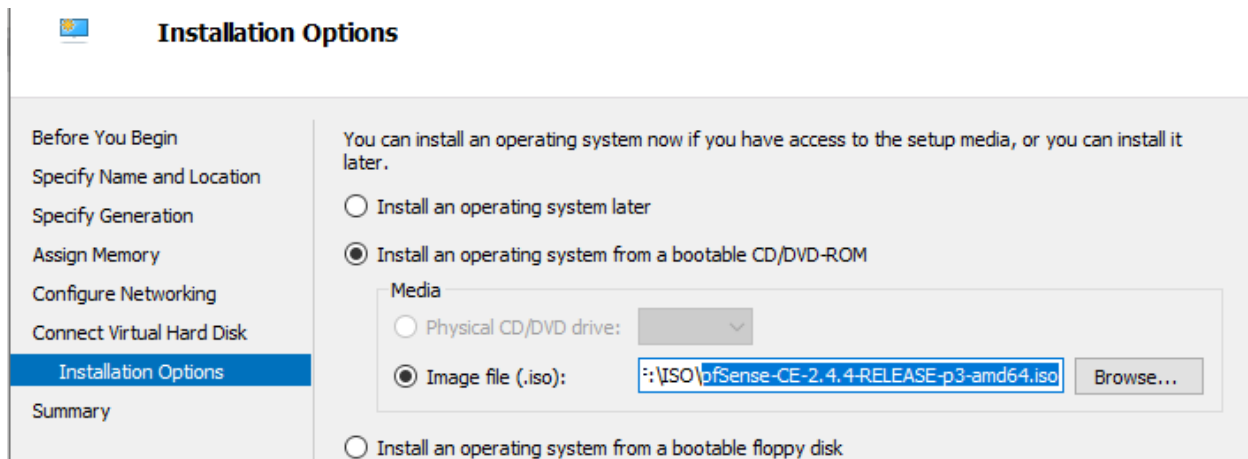 Installation Options
Before You Begin
Specify Name and Location
Specify Generation
Assign Memory
Configure Networking
Connect Virtual Hard Disk
Installation Options
Summary
You can install an operating system now if you have access to the setup media, or you can install it
later.
Install an operating system later
Install an operating system from a bootable CD/DVD-ROM
Media
Physical CD/DVD drive:
Image file (.iso): :\ISO\pfSense-CE-2.4.4-RELEASE-p3-amd64.iso Browse...
Install an operating system from a bootable floppy disk